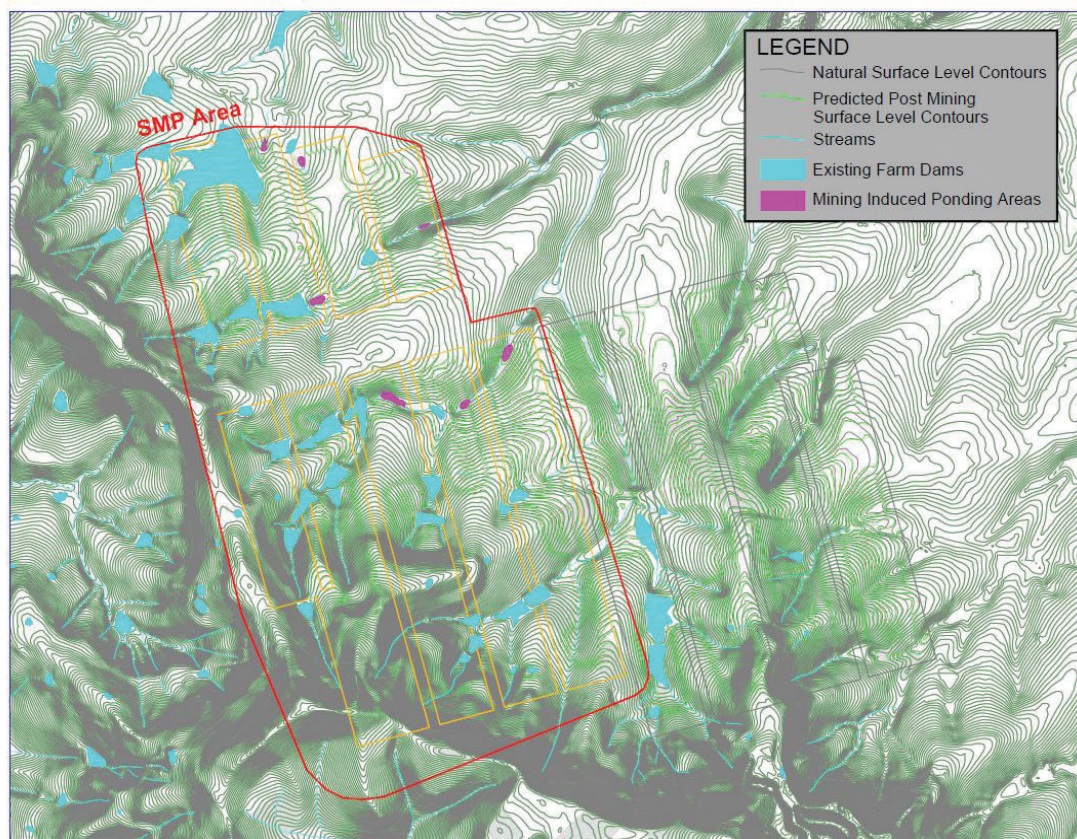 SMP Area
LEGEND
Natural Surface Level Contours
Predicted Post Mining
Surface Level Contours
Streams
Existing Farm Dams
Mining Induced Ponding Areas